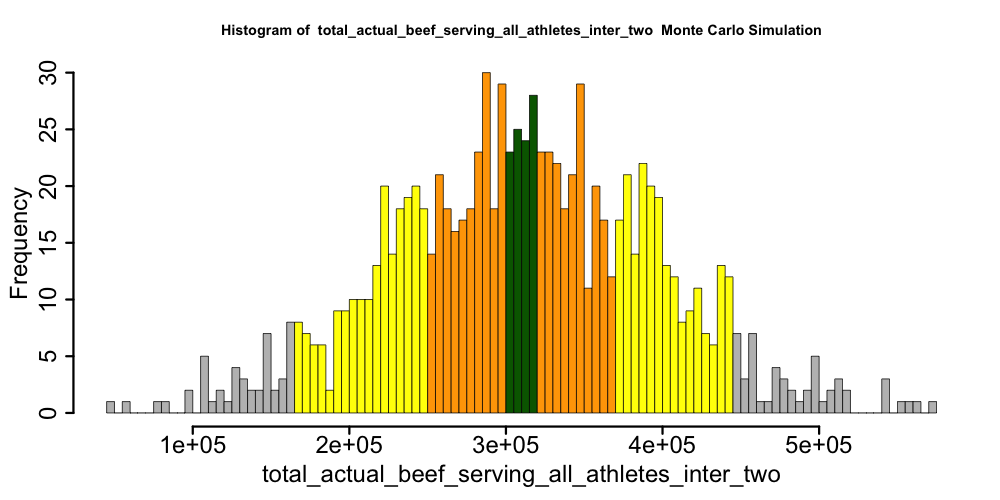 Histogram of  total_actual_beef_serving_all_athletes_inter_two  Monte Carlo Simulation
30
25
20
15
10
5
0
Frequency
1e+05 2e+05 3e+05 4e+05 5e+05
total_actual_beef_serving_all_athletes_inter_two